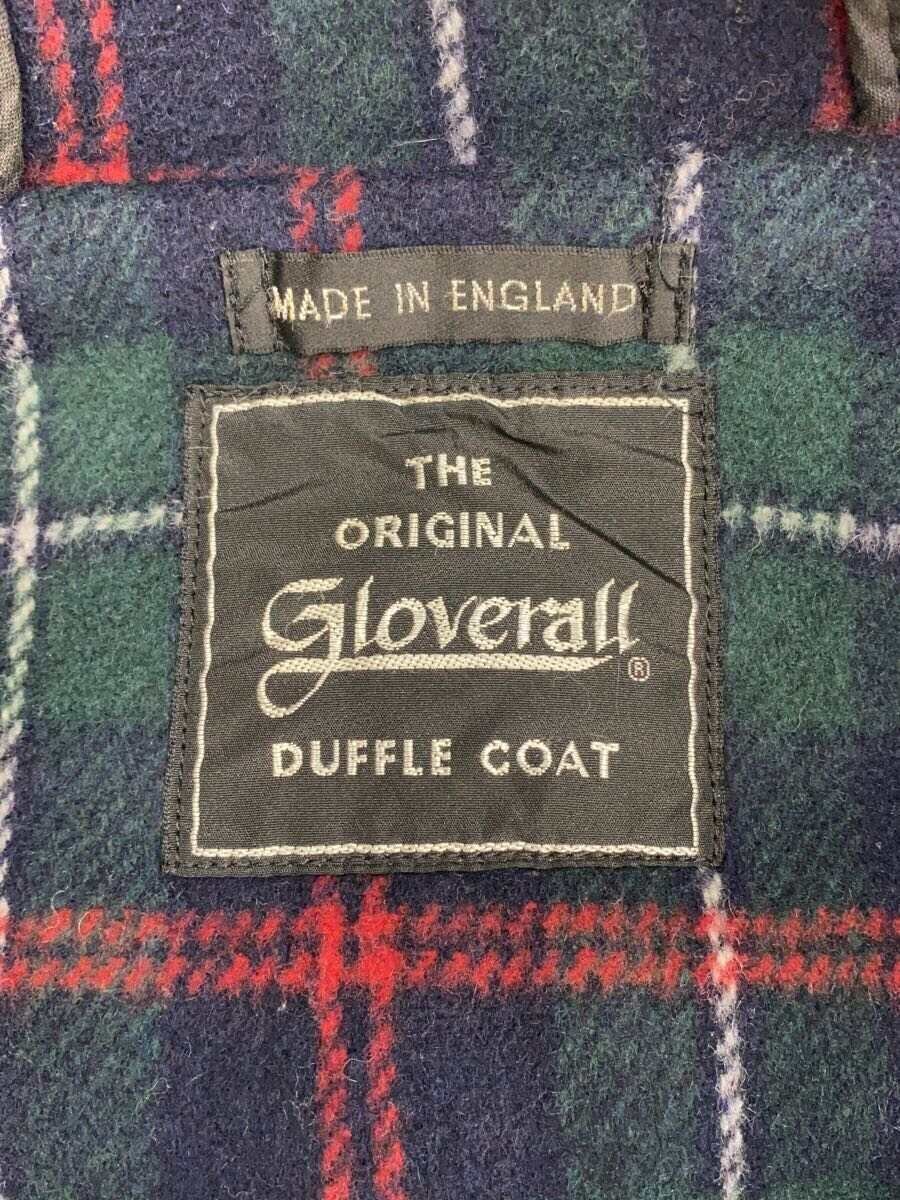 MADE IN ENGLAND
THE
ORIGINAL
Gloverall®
DUFFLE COAT